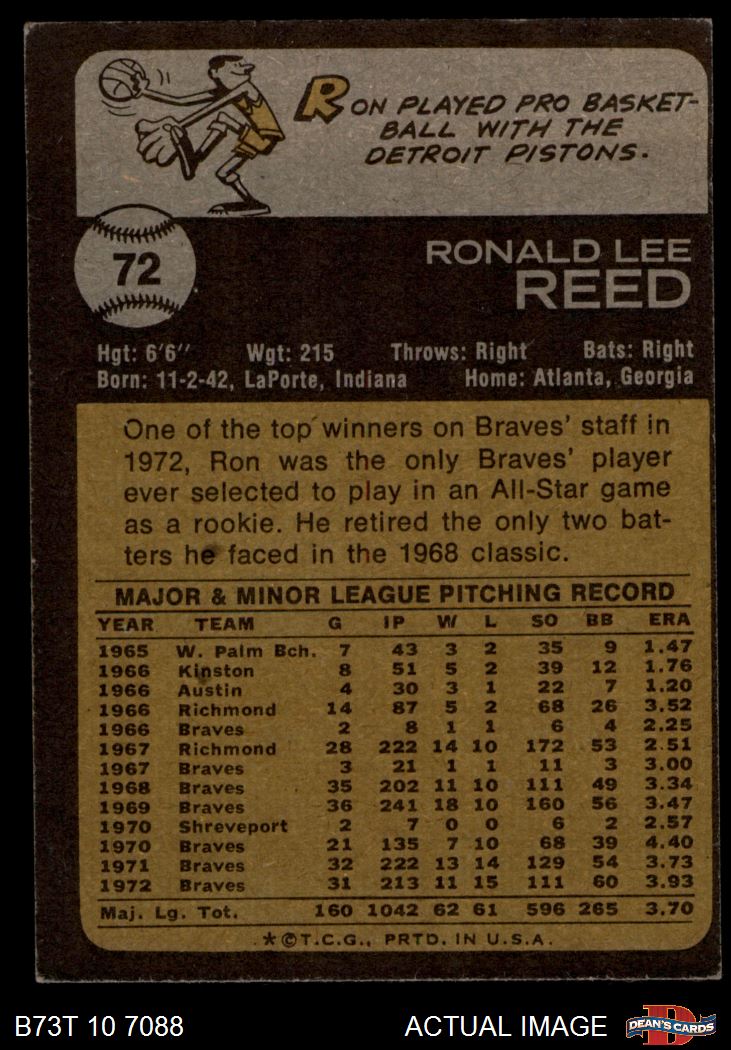 RON PLAYED PRO BASKET-
BALL WITH THE
DETROIT PISTONS.
72
RONALD LEE
REED
Hgt: 6'6" Wgt: 215 Throws: Right Bats: Right
Born: 11-2-42, LaPorte, Indiana Home: Atlanta, Georgia
One of the top winners on Braves' staff in
1972, Ron was the only Braves' player
ever selected to play in an All-Star game
as a rookie. He retired the only two bat-
ters he faced in the 1968 classic.
MAJOR & MINOR LEAGUE PITCHING RECORD
YEAR TEAM G IP W L SO BB ERA
1965 W. Palm Bch. 7 43 3 2 35 9 1.47
1966 Kinston 8 51 5 2 39 12 1.76
1966 Austin 4 30 3 1 22 7 1.20
1966 Richmond 14 87 5 2 68 26 3.52
1966 Braves 2 8 1 1 6 4 2.25
1967 Richmond 28 222 14 10 172 53 2.51
1967 Braves 3 21 1 1 11 3 3.00
1968 Braves 35 202 11 10 111 49 3.34
1969 Braves 36 241 18 10 160 56 3.47
1970 Shreveport 2 7 0 0 6 2 2.57
1970 Braves 21 135 7 10 68 39 4.40
1971 Braves 32 222 13 14 129 54 3.73
1972 Braves 31 213 11 15 111 60 3.93
Maj. Lg. Tot. 160 1042 62 61 596 265 3.70
*©T.C.G., PRTD. IN U.S.A.
B73T 10 7088 ACTUAL IMAGE D DEAN'S CARDS